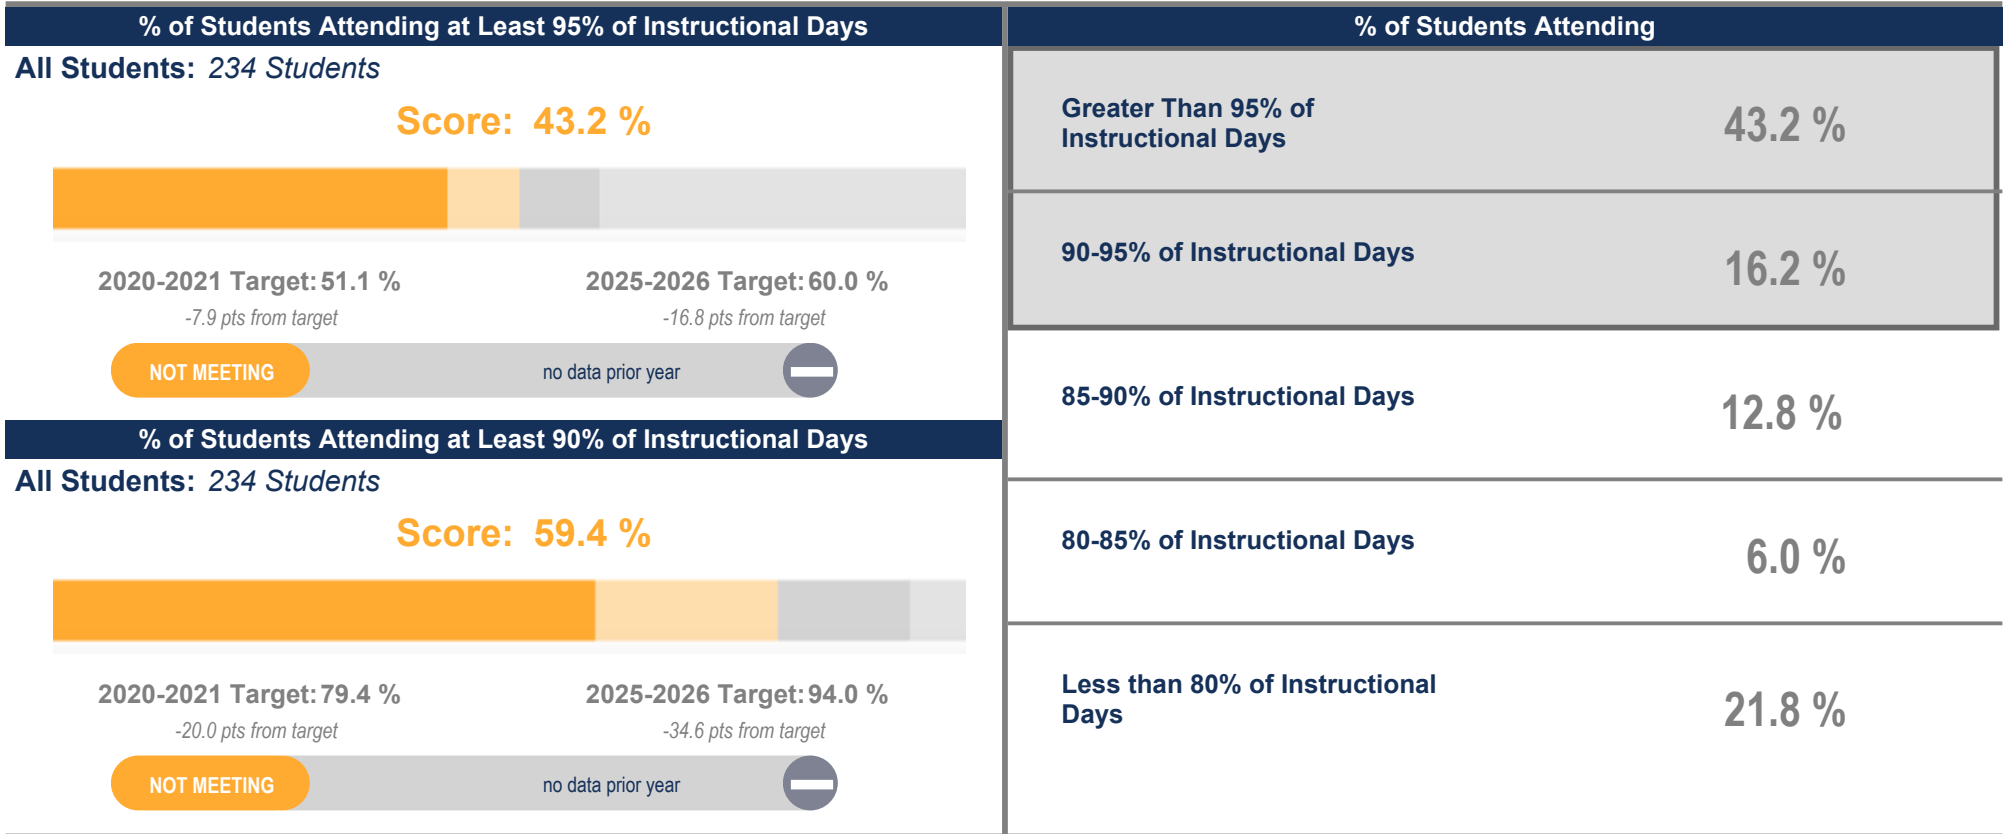 % of Students Attending at Least 95% of Instructional Days
All Students: 234 Students
Score: 43.2 %
2020-2021 Target: 51.1 %
-7.9 pts from target
2025-2026 Target: 60.0 %
-16.8 pts from target
NOT MEETING
no data prior year
% of Students Attending at Least 90% of Instructional Days
All Students: 234 Students
Score: 59.4 %
2020-2021 Target: 79.4 %
-20.0 pts from target
2025-2026 Target: 94.0 %
-34.6 pts from target
NOT MEETING
no data prior year
% of Students Attending
Greater Than 95% of
Instructional Days
43.2 %
90-95% of Instructional Days
16.2 %
85-90% of Instructional Days
12.8 %
80-85% of Instructional Days
6.0 %
Less than 80% of Instructional
Days
21.8 %